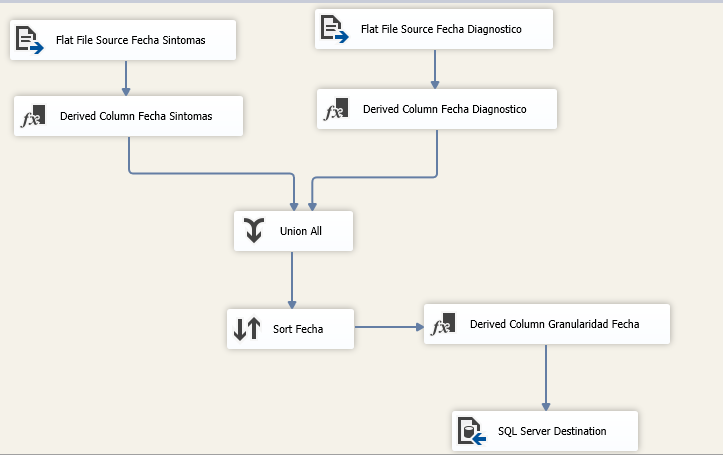 Flat File Source Fecha Sintomas
Flat File Source Fecha Diagnostico
Derived Column Fecha Sintomas
Derived Column Fecha Diagnostico
Union All
Sort Fecha
Derived Column Granularidad Fecha
SQL Server Destination